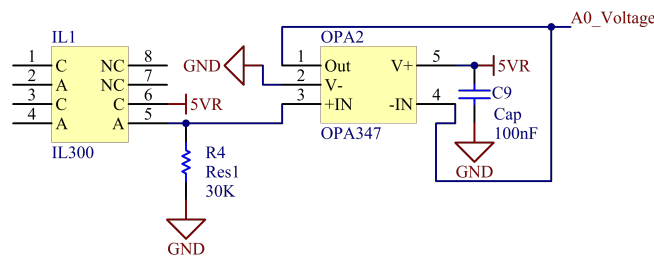 A0_Voltage
IL1
1 C NC 8
2 A NC 7
3 C C 6 5VR
4 A A 5
IL300
R4
Res1
30K
GND
OPA2
GND
1 Out V+ 5 5VR
2 V-
3 +IN -IN 4
OPA347
C9
Cap
100nF
GND